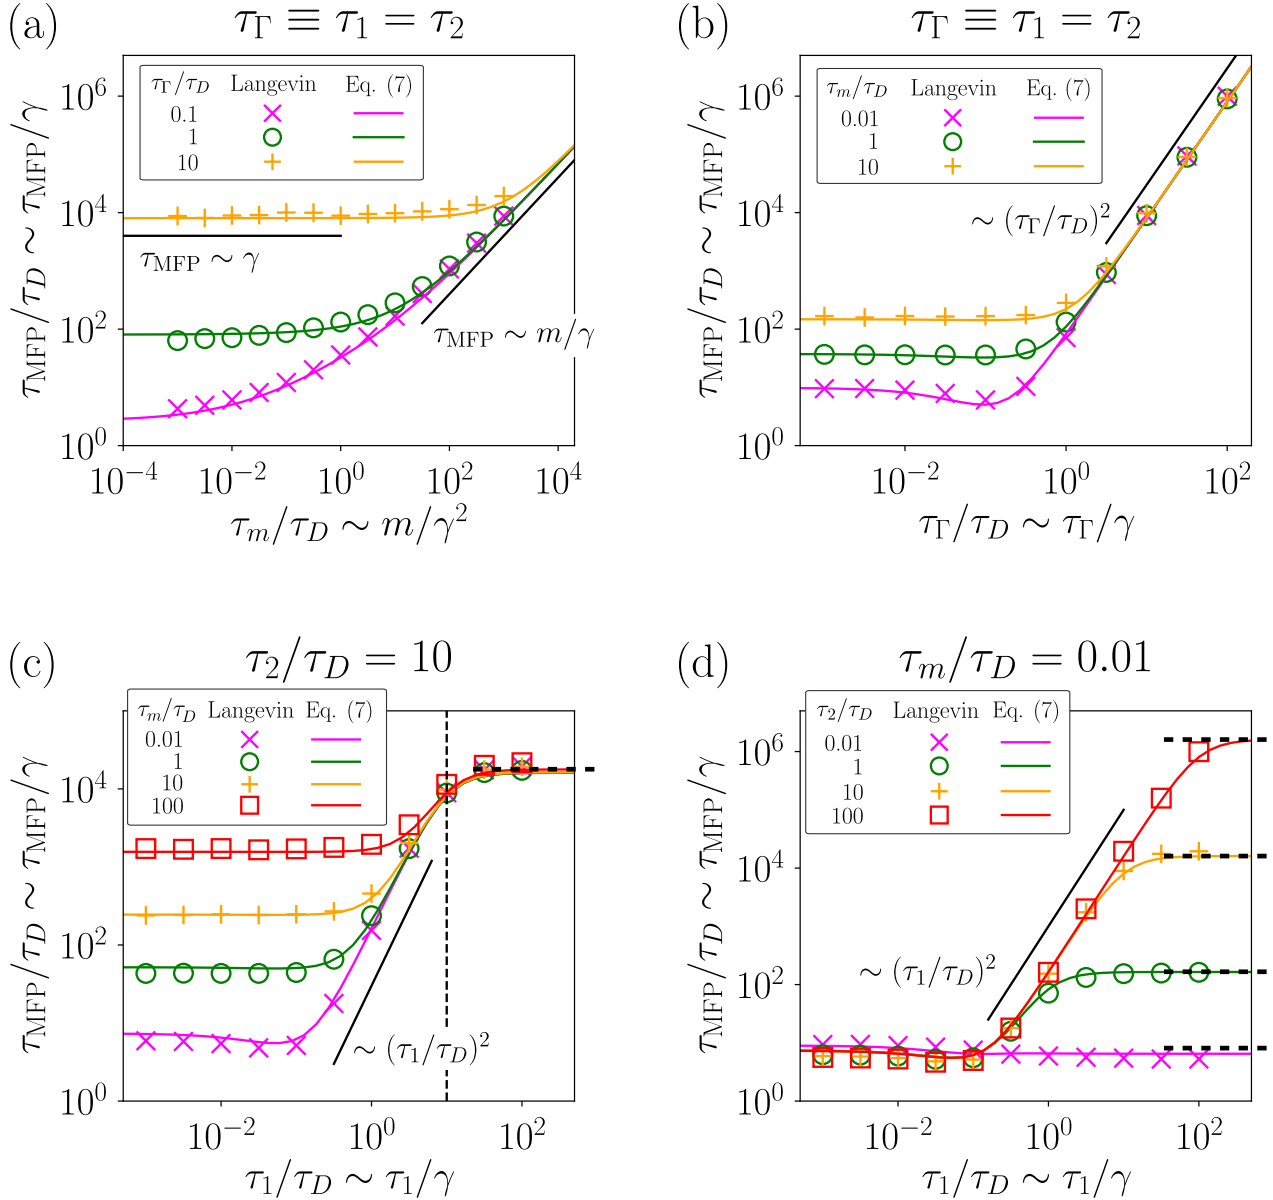 (a) τ_Γ ≡ τ_1 = τ_2
τ_MFP/τ_D ∼ τ_MFP/γ
10^6
10^4
10^2
10^0
τ_Γ/τ_D Langevin Eq. (7)
0.1
1
10
τ_MFP ∼ γ
τ_MFP ∼ m/γ
10^−4 10^−2 10^0 10^2 10^4
τ_m/τ_D ∼ m/γ^2
(b) τ_Γ ≡ τ_1 = τ_2
τ_MFP/τ_D ∼ τ_MFP/γ
10^6
10^4
10^2
10^0
τ_m/τ_D Langevin Eq. (7)
0.01
1
10
∼ (τ_Γ/τ_D)^2
10^−2 10^0 10^2
τ_Γ/τ_D ∼ τ_Γ/γ
(c) τ_2/τ_D = 10
τ_MFP/τ_D ∼ τ_MFP/γ
10^4
10^2
10^0
τ_m/τ_D Langevin Eq. (7)
0.01
1
10
100
∼ (τ_1/τ_D)^2
10^−2 10^0 10^2
τ_1/τ_D ∼ τ_1/γ
(d) τ_m/τ_D = 0.01
τ_MFP/τ_D ∼ τ_MFP/γ
10^6
10^4
10^2
10^0
τ_2/τ_D Langevin Eq. (7)
0.01
1
10
100
∼ (τ_1/τ_D)^2
10^−2 10^0 10^2
τ_1/τ_D ∼ τ_1/γ